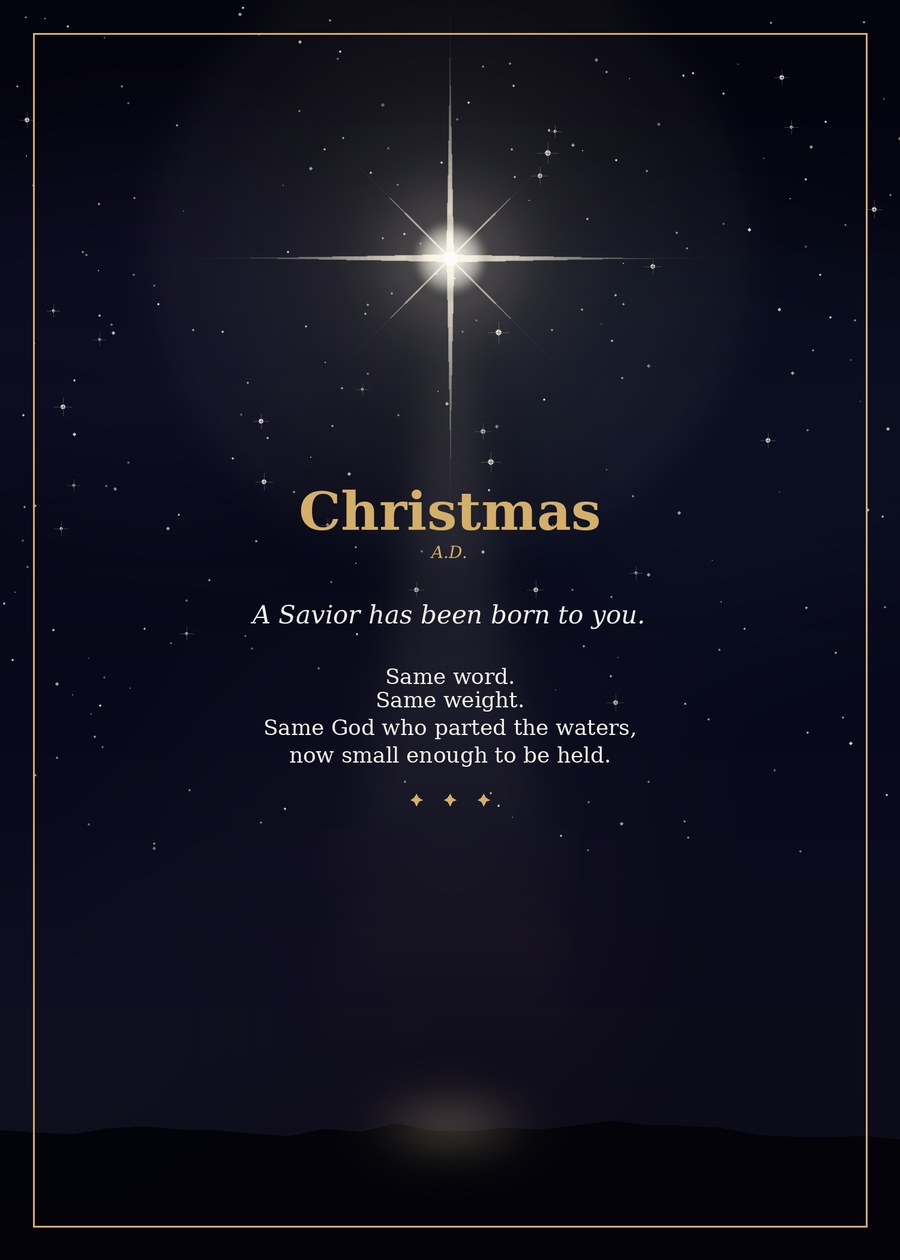 Christmas
A.D.
A Savior has been born to you.
Same word.
Same weight.
Same God who parted the waters,
now small enough to be held.